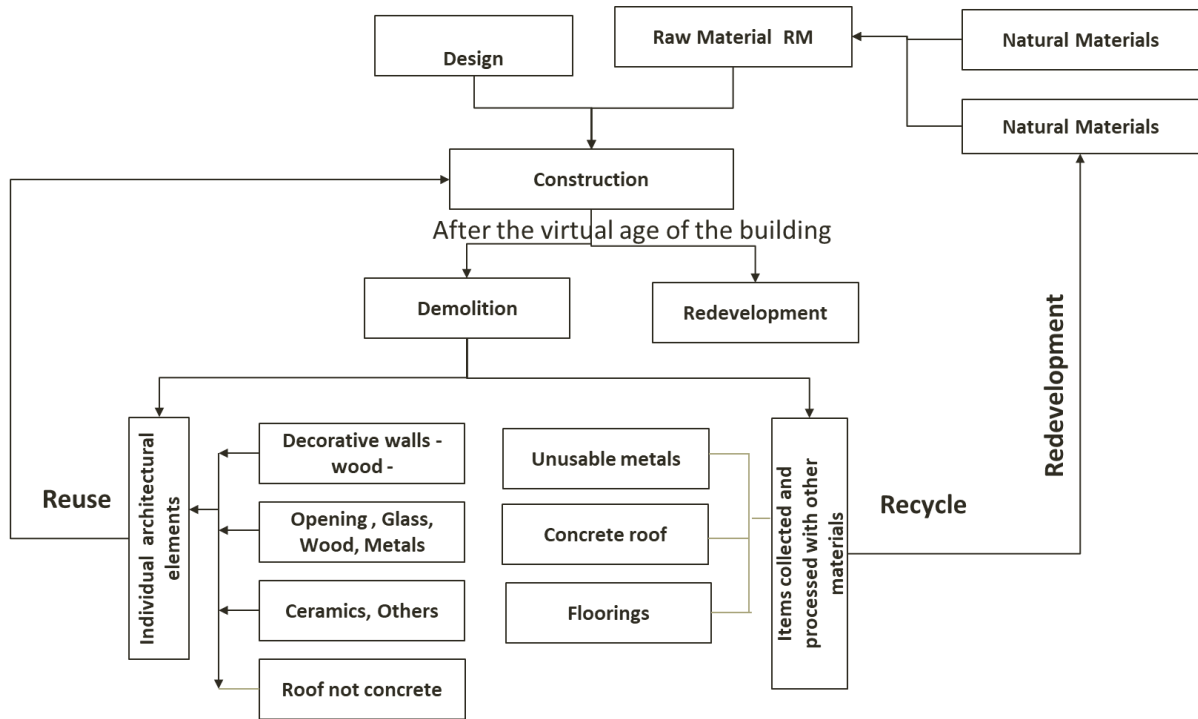 Design
Raw Material RM
Natural Materials
Natural Materials
Construction
After the virtual age of the building
Demolition
Redevelopment
Redevelopment
Reuse
Individual architectural
elements
Decorative walls -
wood -
Opening , Glass,
Wood, Metals
Ceramics, Others
Roof not concrete
Unusable metals
Concrete roof
Floorings
Items collected and
processed with other
materials
Recycle